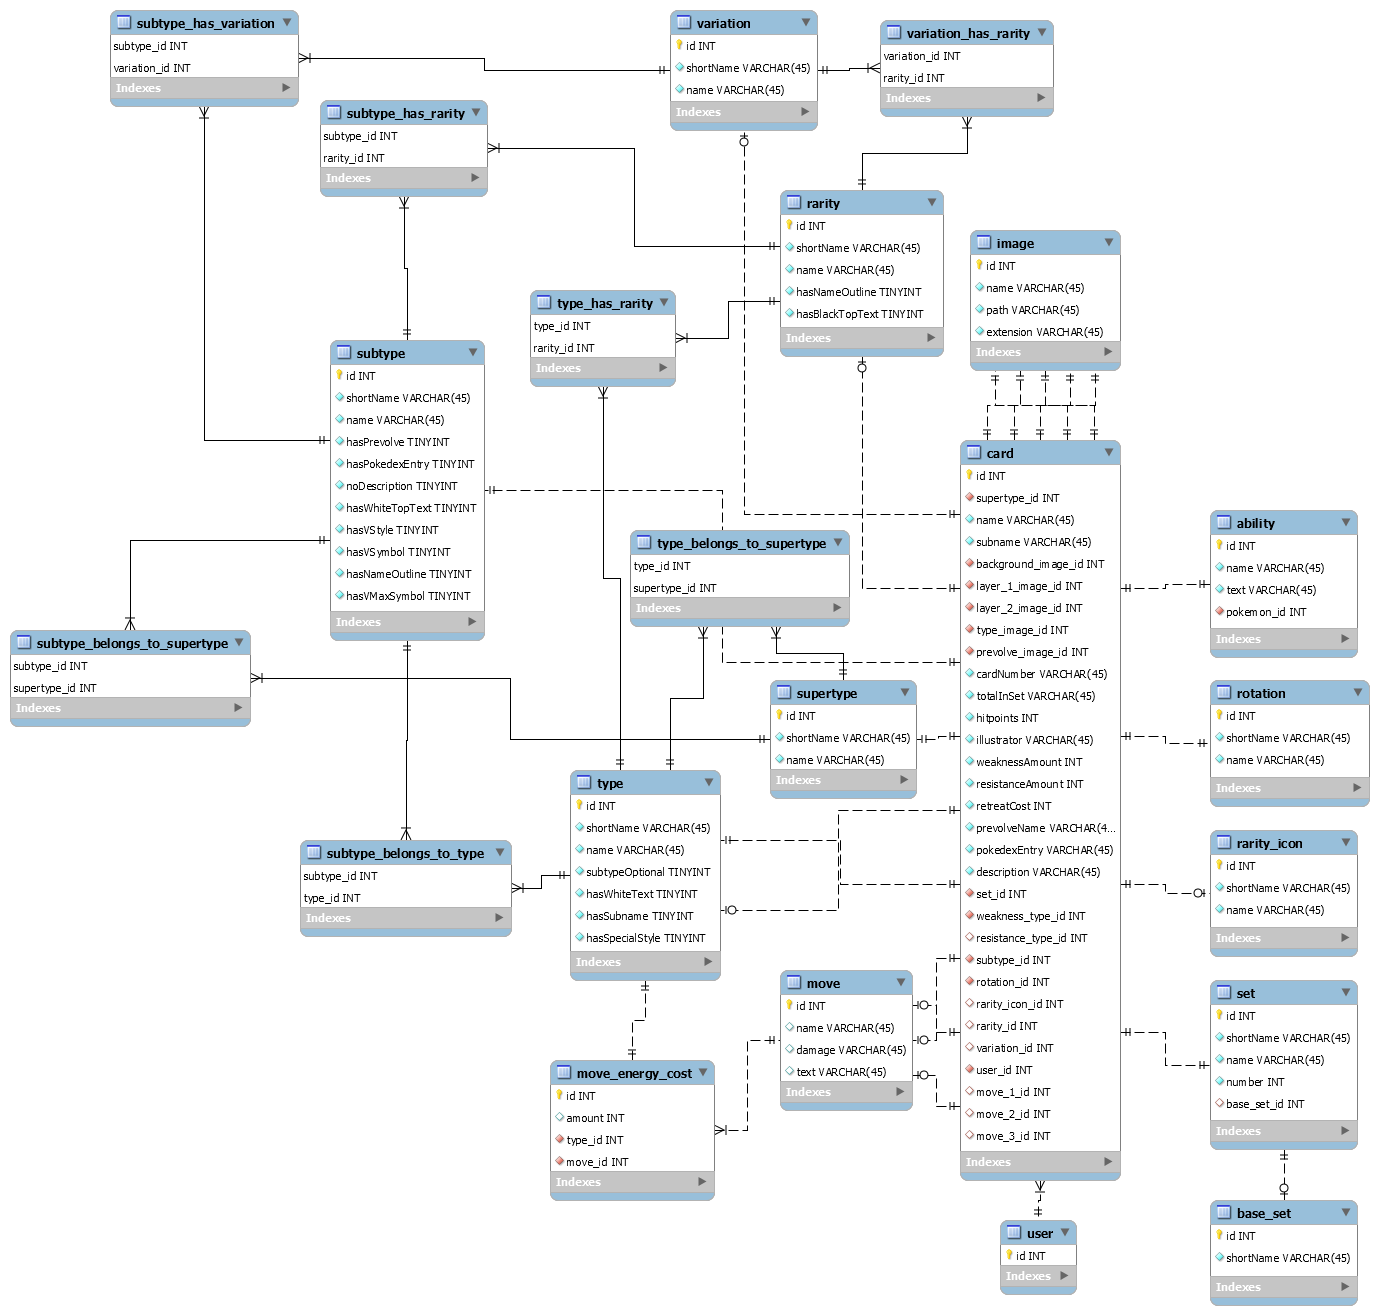 subtype_has_variation
subtype_id INT
variation_id INT
Indexes
variation
id INT
shortName VARCHAR(45)
name VARCHAR(45)
Indexes
variation_has_rarity
variation_id INT
rarity_id INT
Indexes
subtype_has_rarity
subtype_id INT
rarity_id INT
Indexes
rarity
id INT
shortName VARCHAR(45)
name VARCHAR(45)
hasNameOutline TINYINT
hasBlackTopText TINYINT
Indexes
image
id INT
name VARCHAR(45)
path VARCHAR(45)
extension VARCHAR(45)
Indexes
type_has_rarity
type_id INT
rarity_id INT
Indexes
subtype
id INT
shortName VARCHAR(45)
name VARCHAR(45)
hasPrevolve TINYINT
hasPokedexEntry TINYINT
noDescription TINYINT
hasWhiteTopText TINYINT
hasVStyle TINYINT
hasVSymbol TINYINT
hasNameOutline TINYINT
hasVMaxSymbol TINYINT
Indexes
card
id INT
supertype_id INT
name VARCHAR(45)
subname VARCHAR(45)
background_image_id INT
layer_1_image_id INT
layer_2_image_id INT
type_image_id INT
prevolve_image_id INT
cardNumber VARCHAR(45)
totalInSet VARCHAR(45)
hitpoints INT
illustrator VARCHAR(45)
weaknessAmount INT
resistanceAmount INT
retreatCost INT
prevolveName VARCHAR(4...
pokedexEntry VARCHAR(45)
description VARCHAR(45)
set_id INT
weakness_type_id INT
resistance_type_id INT
subtype_id INT
rotation_id INT
rarity_icon_id INT
rarity_id INT
variation_id INT
user_id INT
move_1_id INT
move_2_id INT
move_3_id INT
Indexes
ability
id INT
name VARCHAR(45)
text VARCHAR(45)
pokemon_id INT
Indexes
type_belongs_to_supertype
type_id INT
supertype_id INT
Indexes
subtype_belongs_to_supertype
subtype_id INT
supertype_id INT
Indexes
supertype
id INT
shortName VARCHAR(45)
name VARCHAR(45)
Indexes
rotation
id INT
shortName VARCHAR(45)
name VARCHAR(45)
Indexes
type
id INT
shortName VARCHAR(45)
name VARCHAR(45)
subtypeOptional TINYINT
hasWhiteText TINYINT
hasSubname TINYINT
hasSpecialStyle TINYINT
Indexes
subtype_belongs_to_type
subtype_id INT
type_id INT
Indexes
rarity_icon
id INT
shortName VARCHAR(45)
name VARCHAR(45)
Indexes
move
id INT
name VARCHAR(45)
damage VARCHAR(45)
text VARCHAR(45)
Indexes
set
id INT
shortName VARCHAR(45)
name VARCHAR(45)
number INT
base_set_id INT
Indexes
move_energy_cost
id INT
amount INT
type_id INT
move_id INT
Indexes
base_set
id INT
shortName VARCHAR(45)
Indexes
user
id INT
Indexes